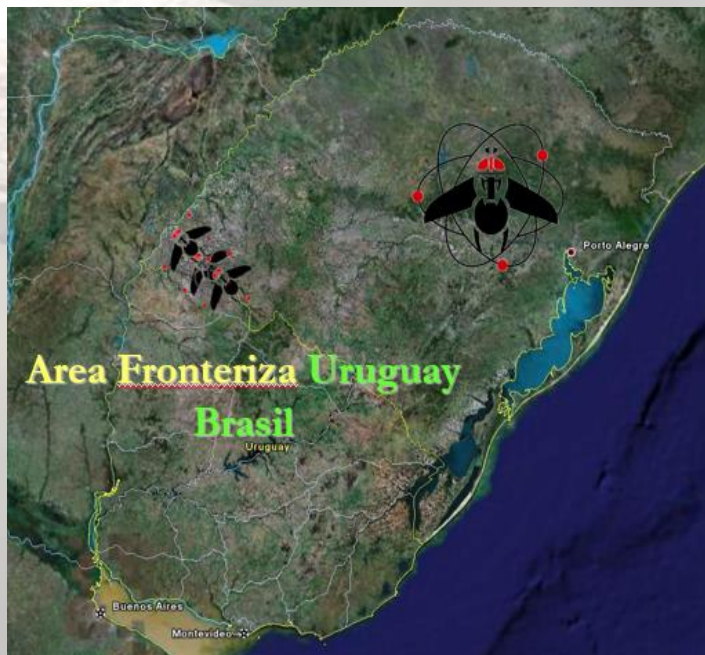 Porto Alegre
Area Fronteriza Uruguay
Brasil
Uruguay
Buenos Aires
Montevideo